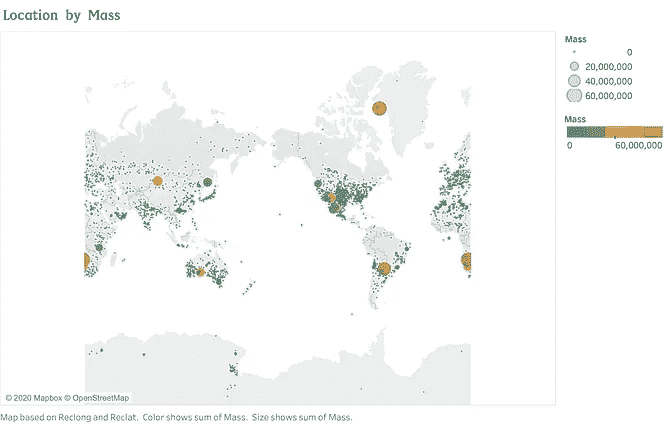 Location by Mass
Mass
0
20,000,000
40,000,000
60,000,000
Mass
0 60,000,000
© 2020 Mapbox © OpenStreetMap
Map based on Reclong and Reclat. Color shows sum of Mass. Size shows sum of Mass.